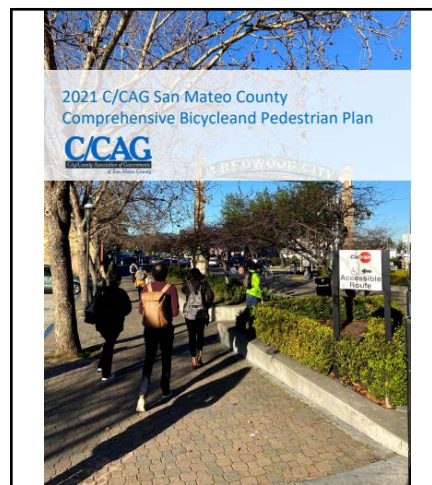 2021 C/CAG San Mateo County
Comprehensive Bicycleand Pedestrian Plan
C/CAG
City/County Association of Governments
of San Mateo County
REDWOOD CITY
Cal
Accessible
Route